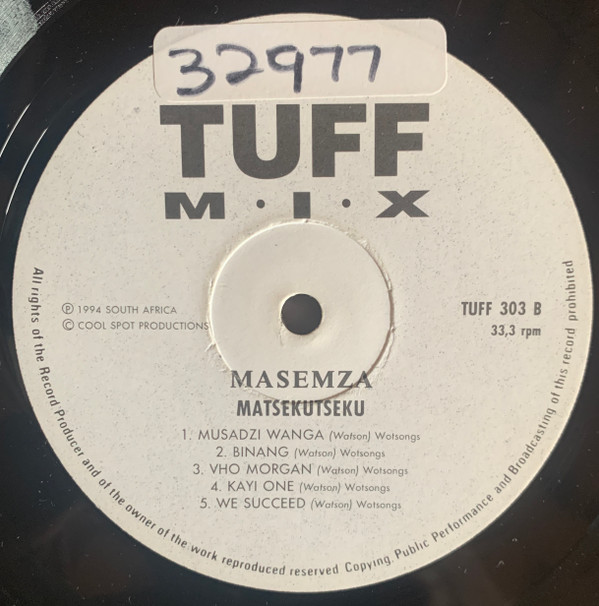 32977
TUFF
M·I·X
℗ 1994 SOUTH AFRICA
© COOL SPOT PRODUCTIONS
TUFF 303 B
33,3 rpm
MASEMZA
MATSEKUTSEKU
1. MUSADZI WANGA (Watson) Wotsongs
2. BINANG (Watson) Wotsongs
3. VHO MORGAN (Watson) Wotsongs
4. KAYI ONE (Watson) Wotsongs
5. WE SUCCEED (Watson) Wotsongs
All rights of the Record Producer and of the owner of the work reproduced reserved Copying, Public Performance and Broadcasting of this record prohibited